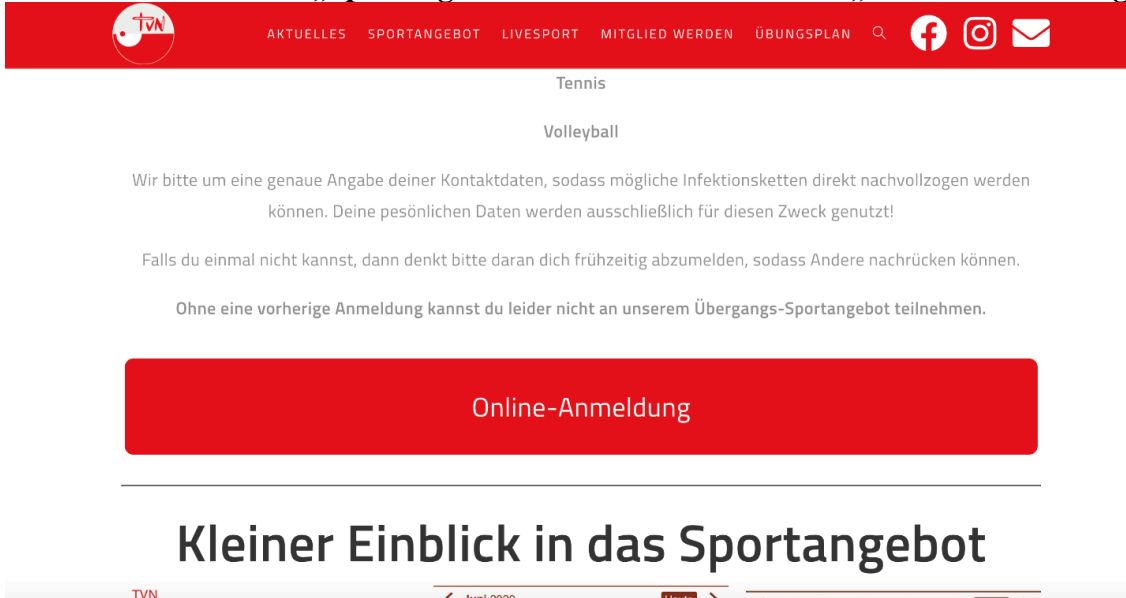 TVN
AKTUELLES SPORTANGEBOT LIVESPORT MITGLIED WERDEN ÜBUNGSPLAN
Tennis
Volleyball
Wir bitte um eine genaue Angabe deiner Kontaktdaten, sodass mögliche Infektionsketten direkt nachvollzogen werden
können. Deine pesönlichen Daten werden ausschließlich für diesen Zweck genutzt!
Falls du einmal nicht kannst, dann denkt bitte daran dich frühzeitig abzumelden, sodass Andere nachrücken können.
Ohne eine vorherige Anmeldung kannst du leider nicht an unserem Übergangs-Sportangebot teilnehmen.
Online-Anmeldung
Kleiner Einblick in das Sportangebot
TVN Juni 2020 Heute